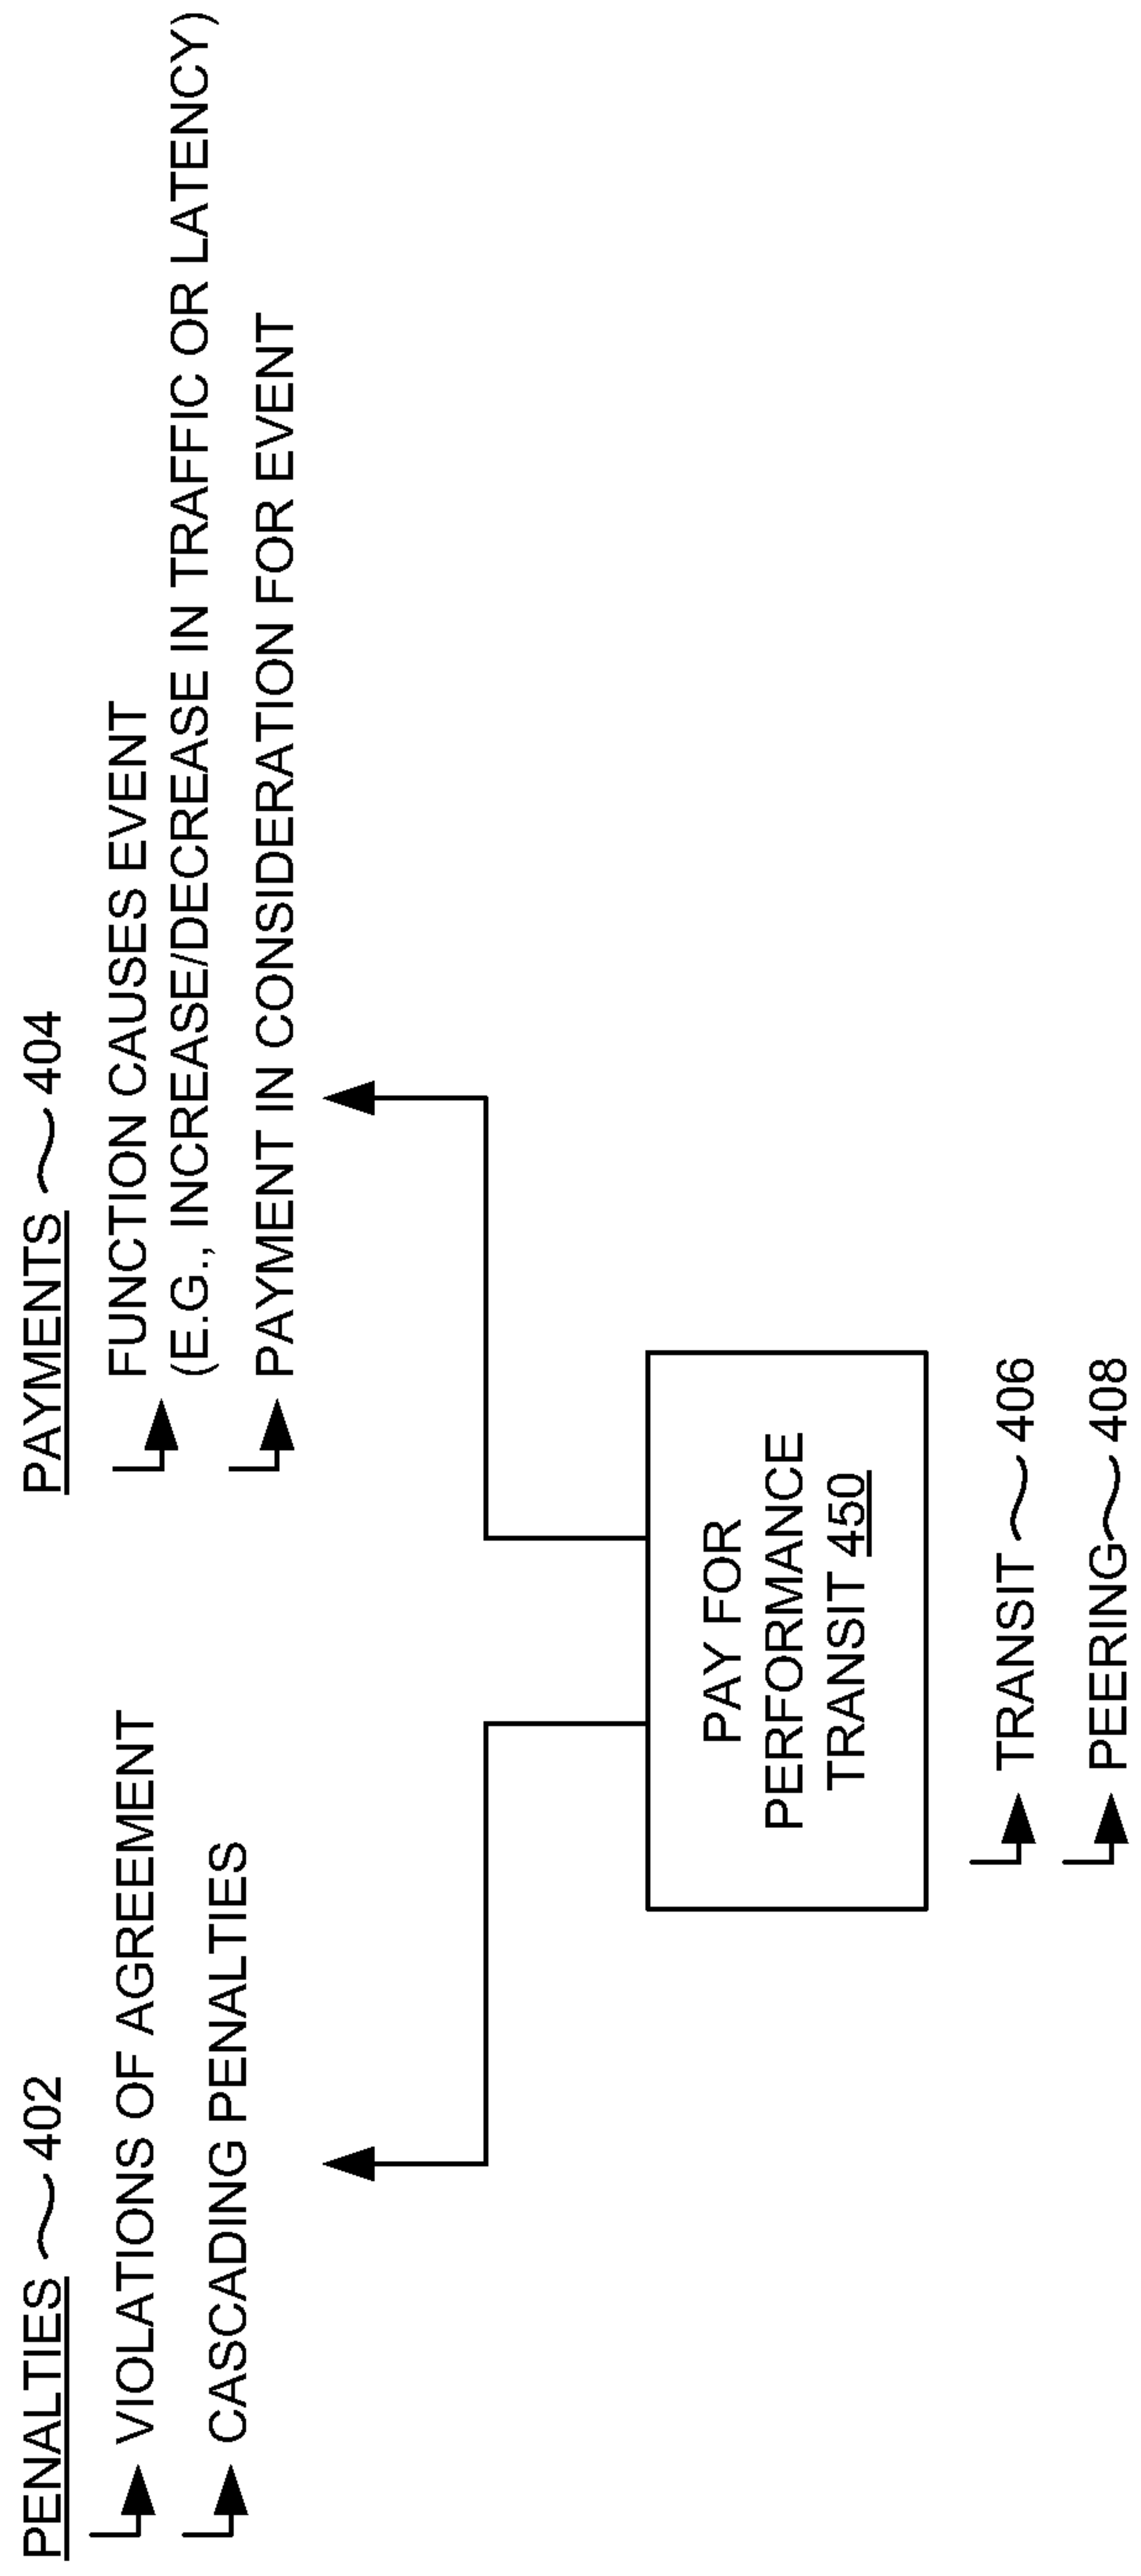 PENALTIES 402
VIOLATIONS OF AGREEMENT
CASCADING PENALTIES
PAYMENTS 404
FUNCTION CAUSES EVENT
(E.G., INCREASE/DECREASE IN TRAFFIC OR LATENCY)
PAYMENT IN CONSIDERATION FOR EVENT
PAY FOR
PERFORMANCE
TRANSIT 450
TRANSIT 406
PEERING 408